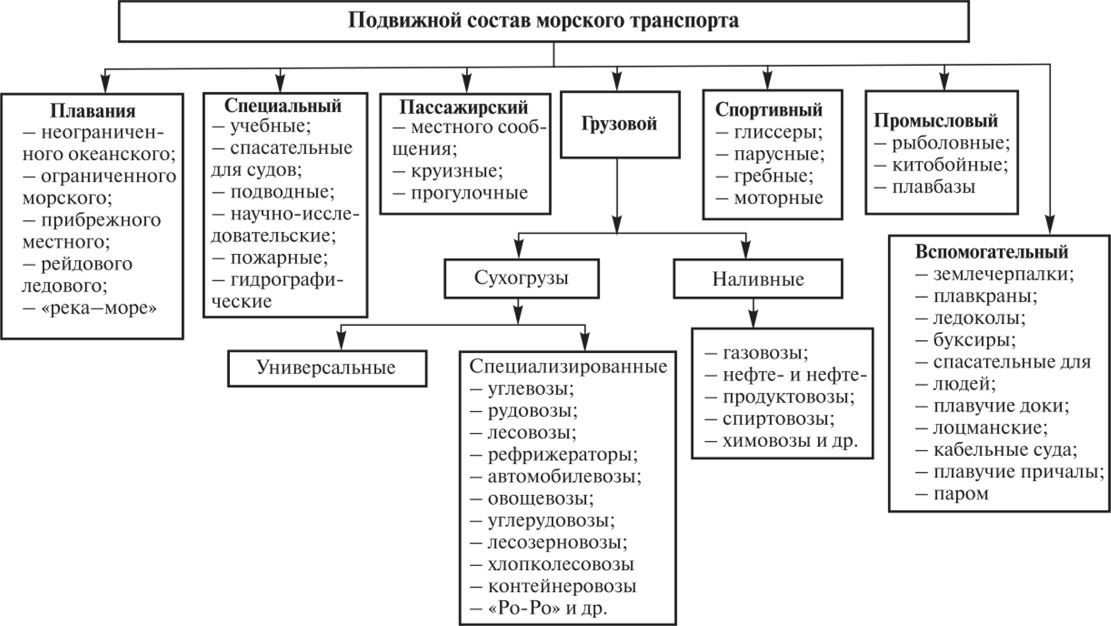 Подвижной состав морского транспорта
Плавания
– неограничен-
ного океанского;
– ограниченного
морского;
– прибрежного
местного;
– рейдового
ледового;
– «река–море»
Специальный
– учебные;
– спасательные
для судов;
– подводные;
– научно-иссле-
довательские;
– пожарные;
– гидрографи-
ческие
Пассажирский
– местного сооб-
щения;
– круизные;
– прогулочные
Грузовой
Спортивный
– глиссеры;
– парусные;
– гребные;
– моторные
Промысловый
– рыболовные;
– китобойные;
– плавбазы
Вспомогательный
– землечерпалки;
– плавкраны;
– ледоколы;
– буксиры;
– спасательные для
– людей;
– плавучие доки;
– лоцманские;
– кабельные суда;
– плавучие причалы;
– паром
Сухогрузы
Наливные
Универсальные
Специализированные
– углевозы;
– рудовозы;
– лесовозы;
– рефрижераторы;
– автомобилевозы;
– овощевозы;
– углерудовозы;
– лесозерновозы;
– хлопколесовозы
– контейнеровозы
– «Ро-Ро» и др.
– газовозы;
– нефте- и нефте-
– продуктовозы;
– спиртовозы;
– химовозы и др.